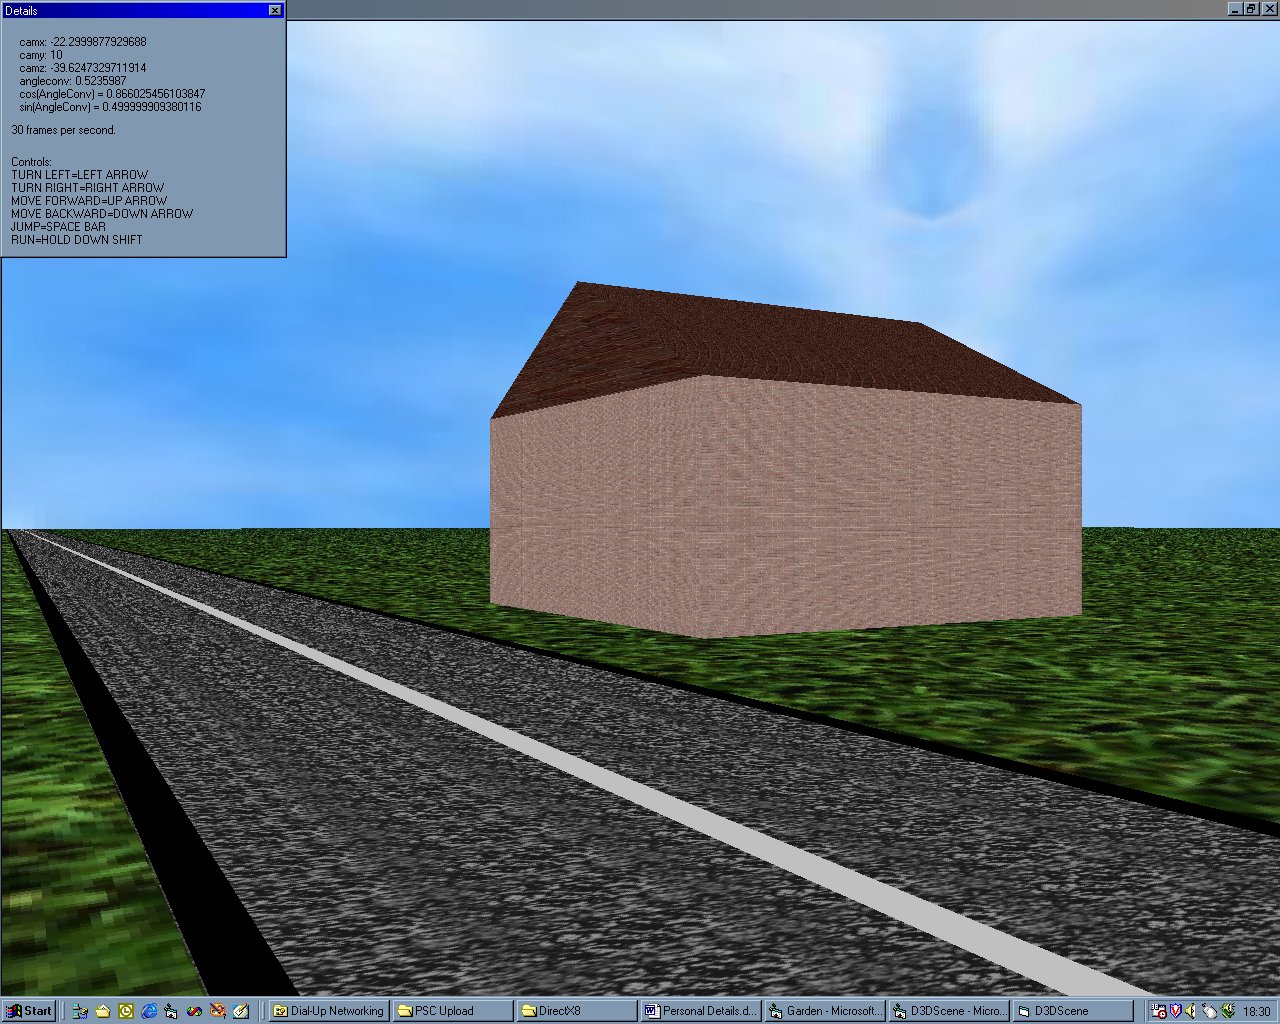 Details
camx: -22.2999877929688
camy: 10
camz: -39.6247329711914
angleconv: 0.5235987
cos(AngleConv) = 0.866025456103847
sin(AngleConv) = 0.499999909380116
30 frames per second.
Controls:
TURN LEFT=LEFT ARROW
TURN RIGHT=RIGHT ARROW
MOVE FORWARD=UP ARROW
MOVE BACKWARD=DOWN ARROW
JUMP=SPACE BAR
RUN=HOLD DOWN SHIFT
Start Dial-Up Networking PSC Upload DirectX8 Personal Details.d... Garden - Microsoft... D3DScene - Micro... D3DScene 18:30